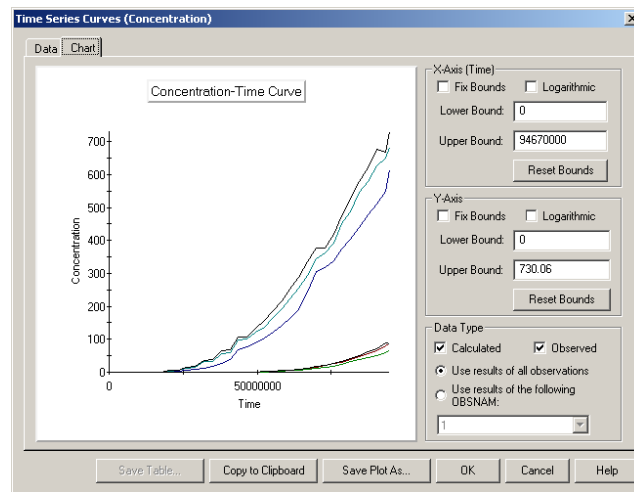 Time Series Curves (Concentration)
Data
Chart
Concentration-Time Curve
700
600
500
400
300
200
100
0
Concentration
0
50000000
Time
X-Axis (Time)
Fix Bounds
Logarithmic
Lower Bound:
0
Upper Bound:
94670000
Reset Bounds
Y-Axis
Fix Bounds
Logarithmic
Lower Bound:
0
Upper Bound:
730.06
Reset Bounds
Data Type
Calculated
Observed
Use results of all observations
Use results of the following
OBSNAM:
1
Save Table...
Copy to Clipboard
Save Plot As...
OK
Cancel
Help